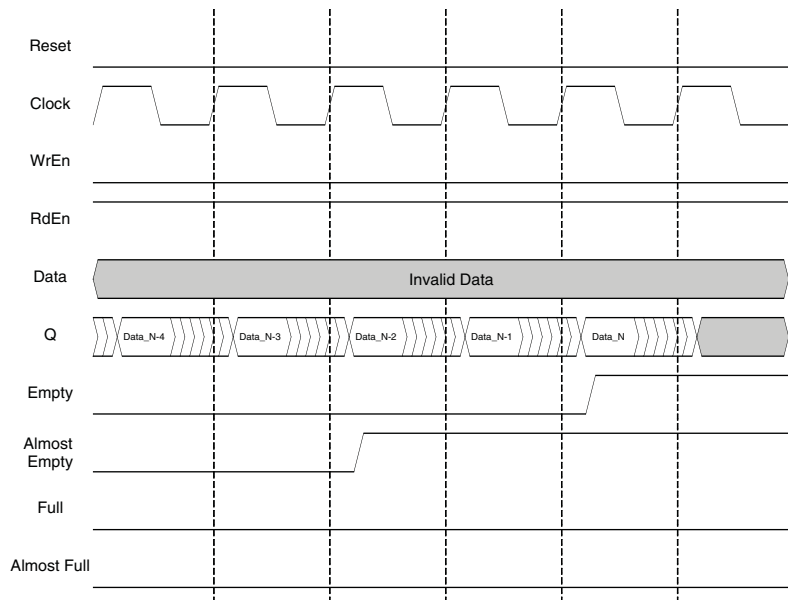 Reset
Clock
WrEn
RdEn
Data
Invalid Data
Q
Data_N-4
Data_N-3
Data_N-2
Data_N-1
Data_N
Empty
Almost
Empty
Full
Almost Full